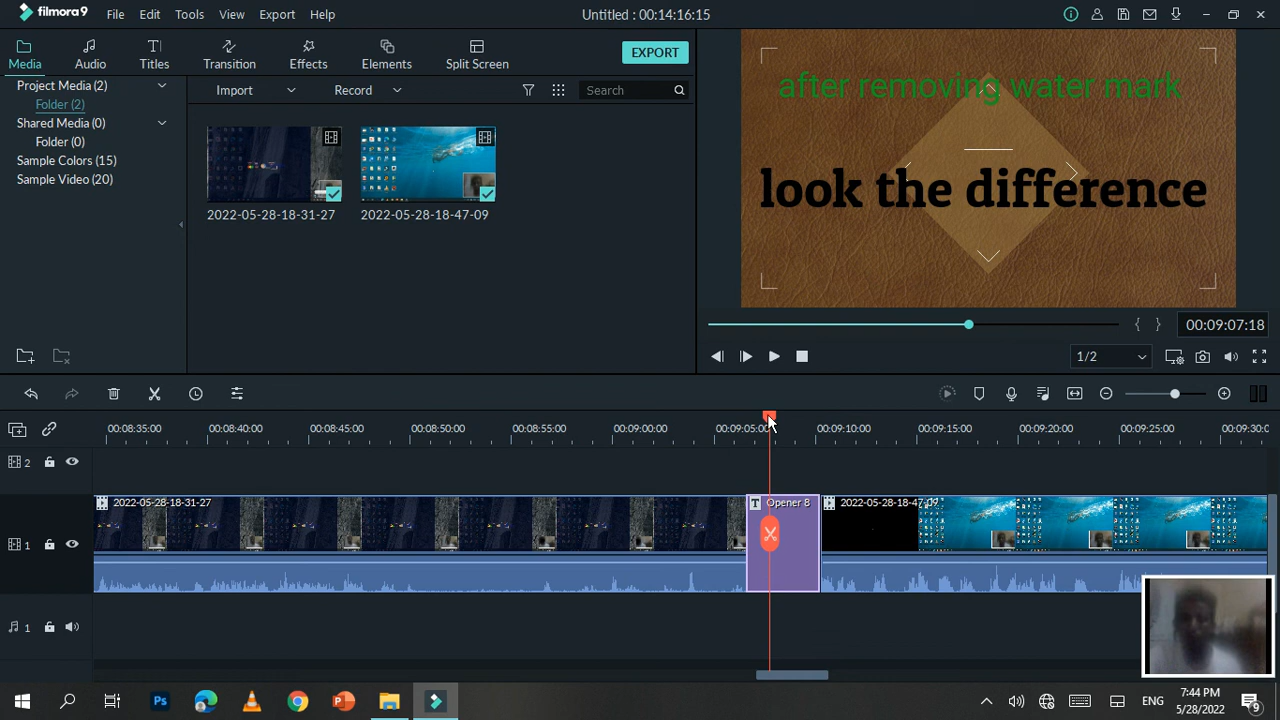 filmora9
File
Edit
Tools
View
Export
Help
Untitled : 00:14:16:15
Media
Audio
Titles
Transition
Effects
Elements
Split Screen
EXPORT
Project Media (2)
Folder (2)
Shared Media (0)
Folder (0)
Sample Colors (15)
Sample Video (20)
Import
Record
Search
2022-05-28-18-31-27
2022-05-28-18-47-09
after removing water mark
look the difference
00:09:07:18
1/2
00:08:35:00
00:08:40:00
00:08:45:00
00:08:50:00
00:08:55:00
00:09:00:00
00:09:05:00
00:09:10:00
00:09:15:00
00:09:20:00
00:09:25:00
00:09:30:0
2
2022-05-28-18-31-27
T Opener 8
2022-05-28-18-47-09
1
1
Ps
P
ENG
7:44 PM
5/28/2022
9